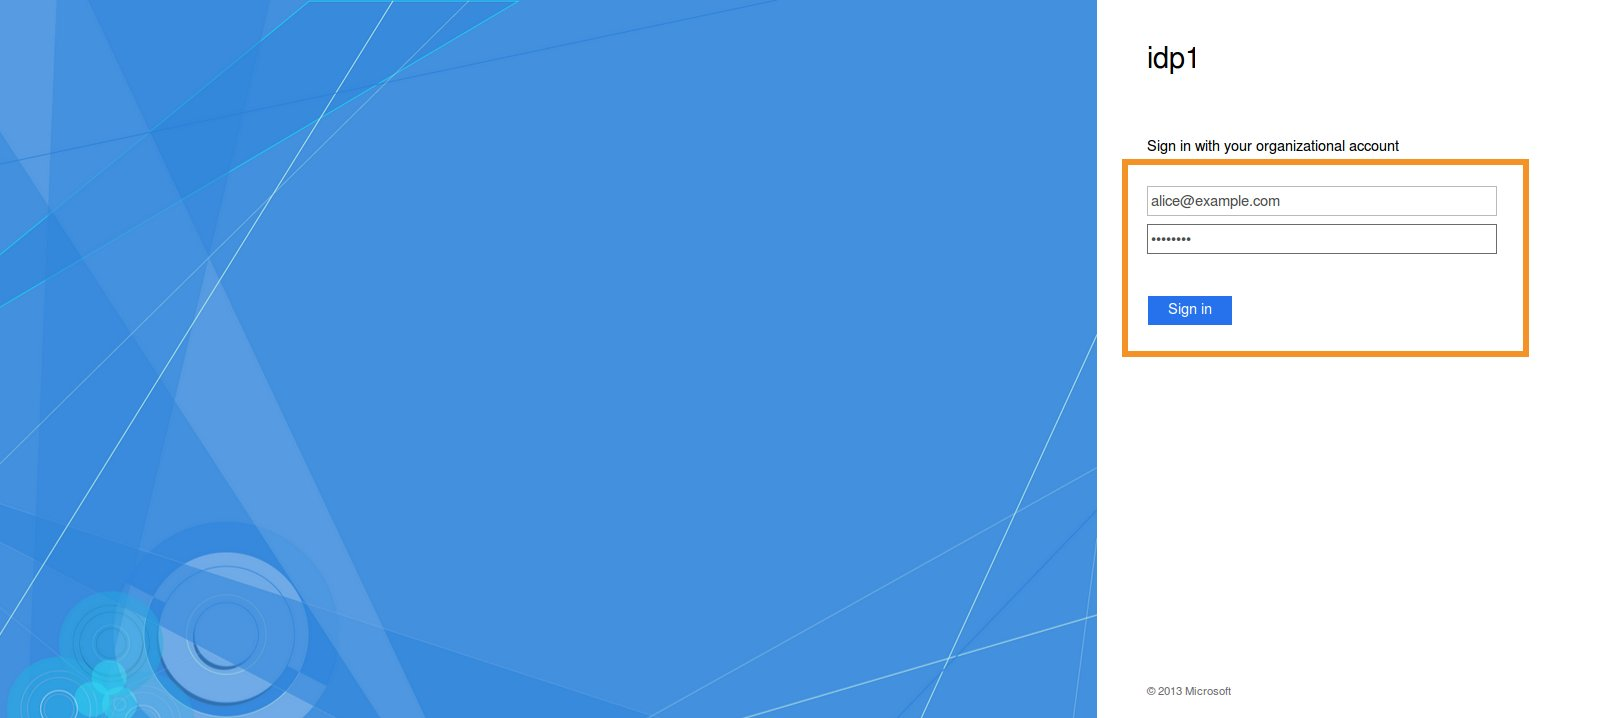 idp1
Sign in with your organizational account
alice@example.com
••••••••
Sign in
© 2013 Microsoft